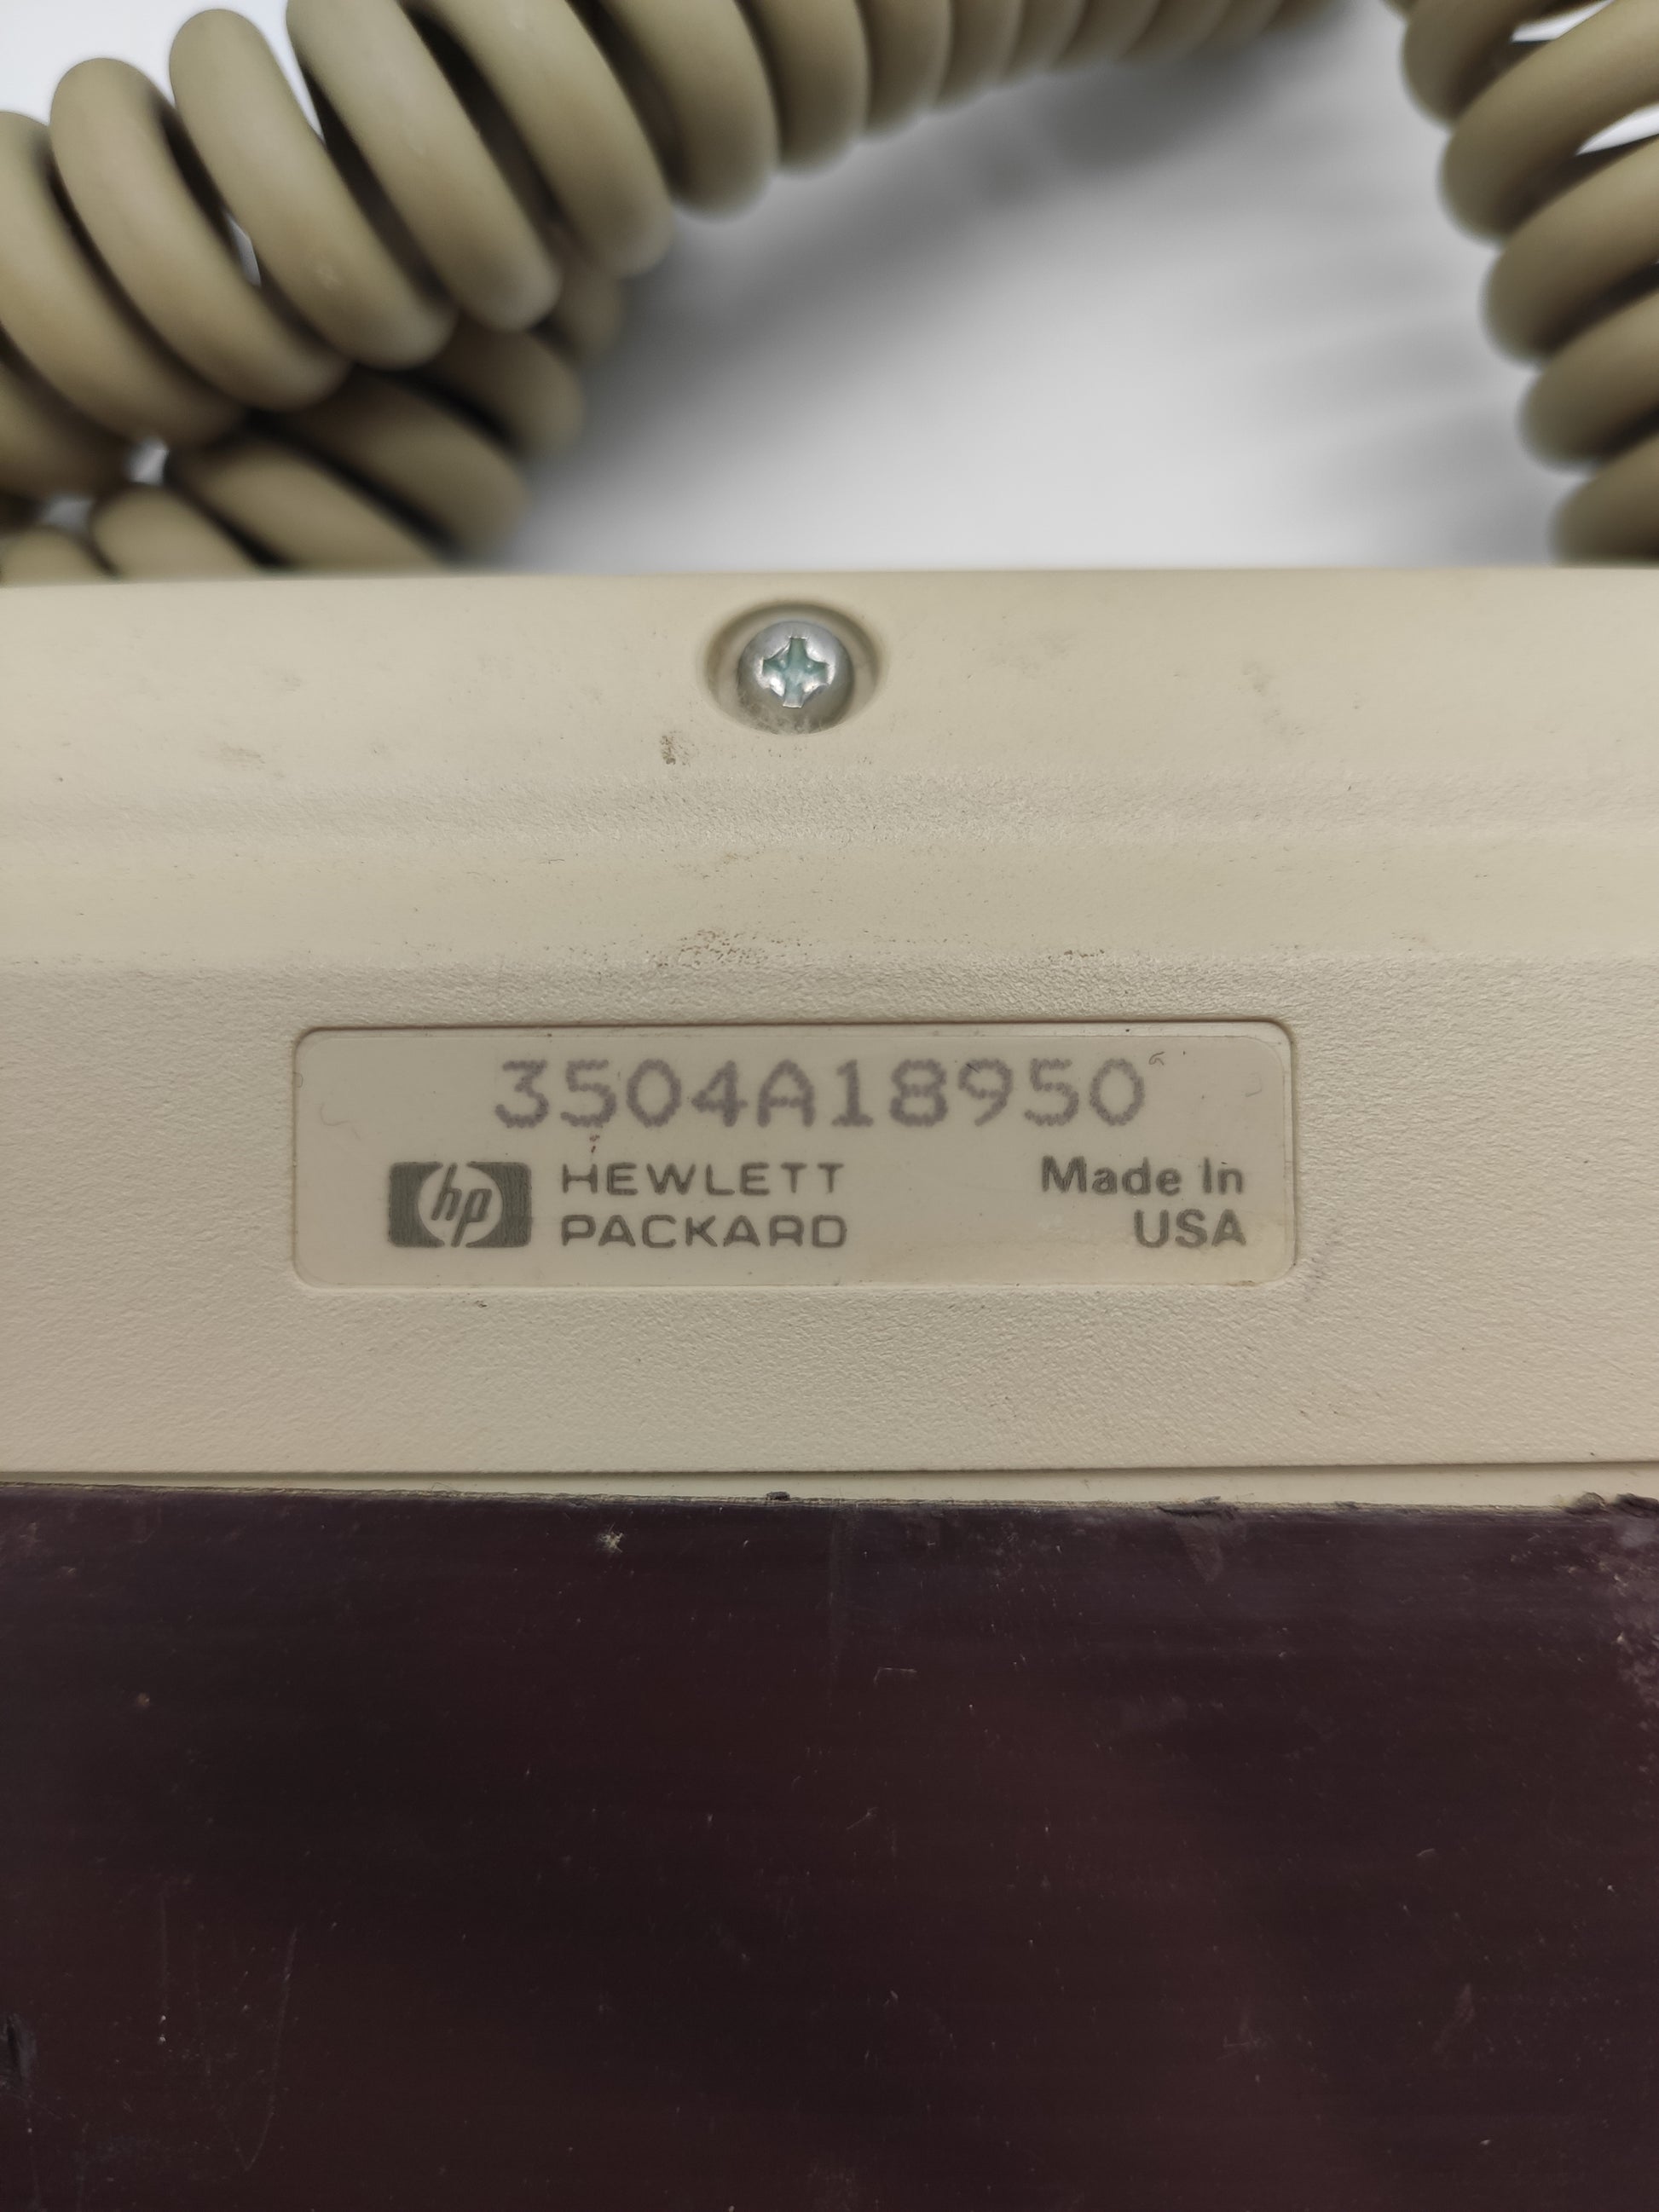 3504A18950
hp HEWLETT
PACKARD
Made In
USA